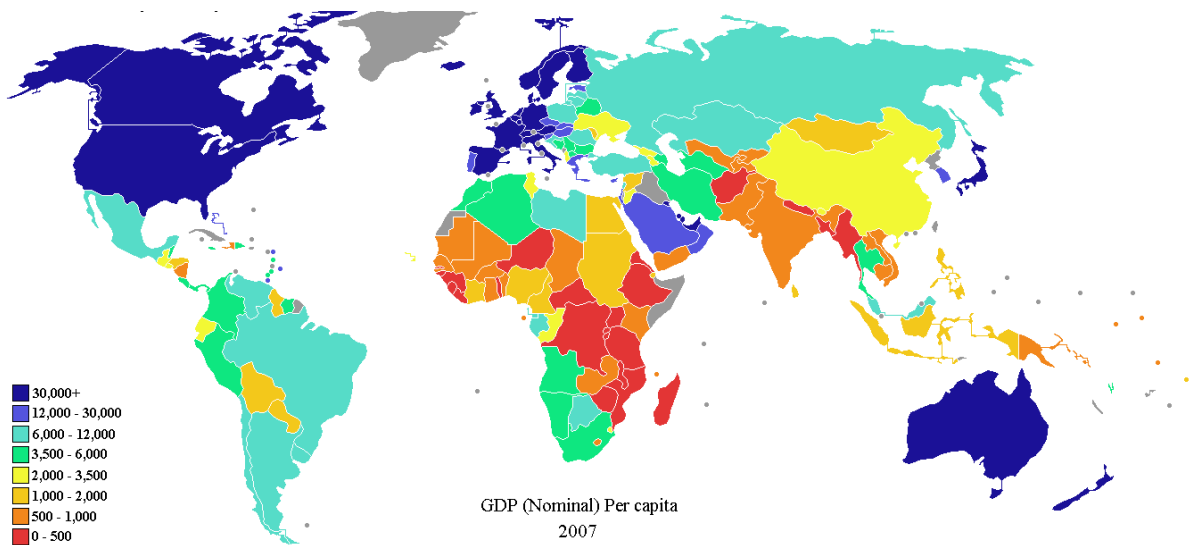 30,000+
12,000 - 30,000
6,000 - 12,000
3,500 - 6,000
2,000 - 3,500
1,000 - 2,000
500 - 1,000
0 - 500
GDP (Nominal) Per capita
2007